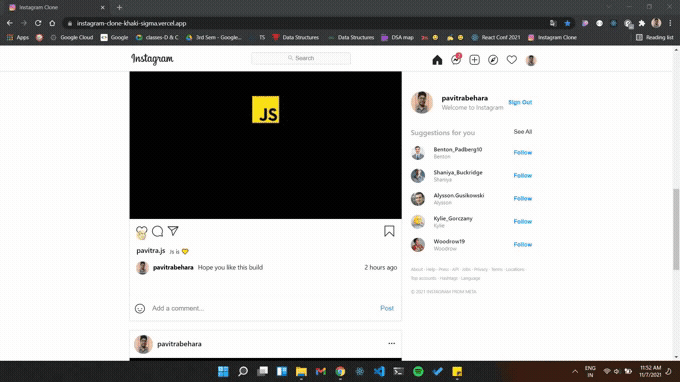 Instagram Clone
instagram-clone-khaki-sigma.vercel.app
Apps
Google Cloud
Google
classes-D & C
3rd Sem - Google...
TS
Data Structures
Data Structures
DSA map
React Conf 2021
Instagram Clone
Reading list
Instagram
Search
JS
pavitrabehara
Welcome to Instagram
Sign Out
Suggestions for you
See All
Benton_Padberg10
Benton
Follow
Shaniya_Buckridge
Shaniya
Follow
Alysson.Gusikowski
Alysson
Follow
Kylie_Gorczany
Kylie
Follow
Woodrow19
Woodrow
Follow
About · Help · Press · API · Jobs · Privacy · Terms · Locations ·
Top accounts · Hashtags · Language
© 2021 INSTAGRAM FROM META
pavitra.js Js is 💛
pavitrabehara Hope you like this build
2 hours ago
Add a comment...
Post
pavitrabehara
ENG
IN
11:52 AM
11/7/2021